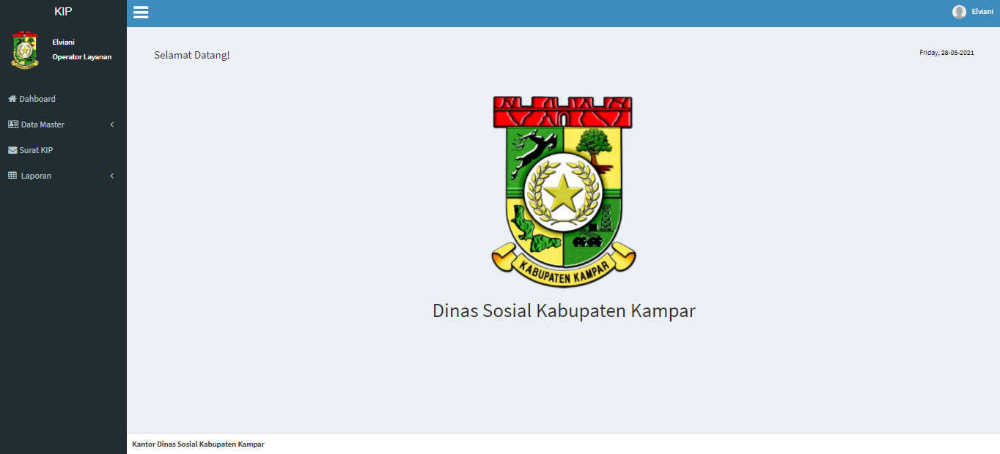 KIP
Elviani
Elviani
Operator Layanan
Selamat Datang!
Friday, 28-05-2021
Dahboard
Data Master
Surat KIP
Laporan
KABUPATEN KAMPAR
Dinas Sosial Kabupaten Kampar
Kantor Dinas Sosial Kabupaten Kampar